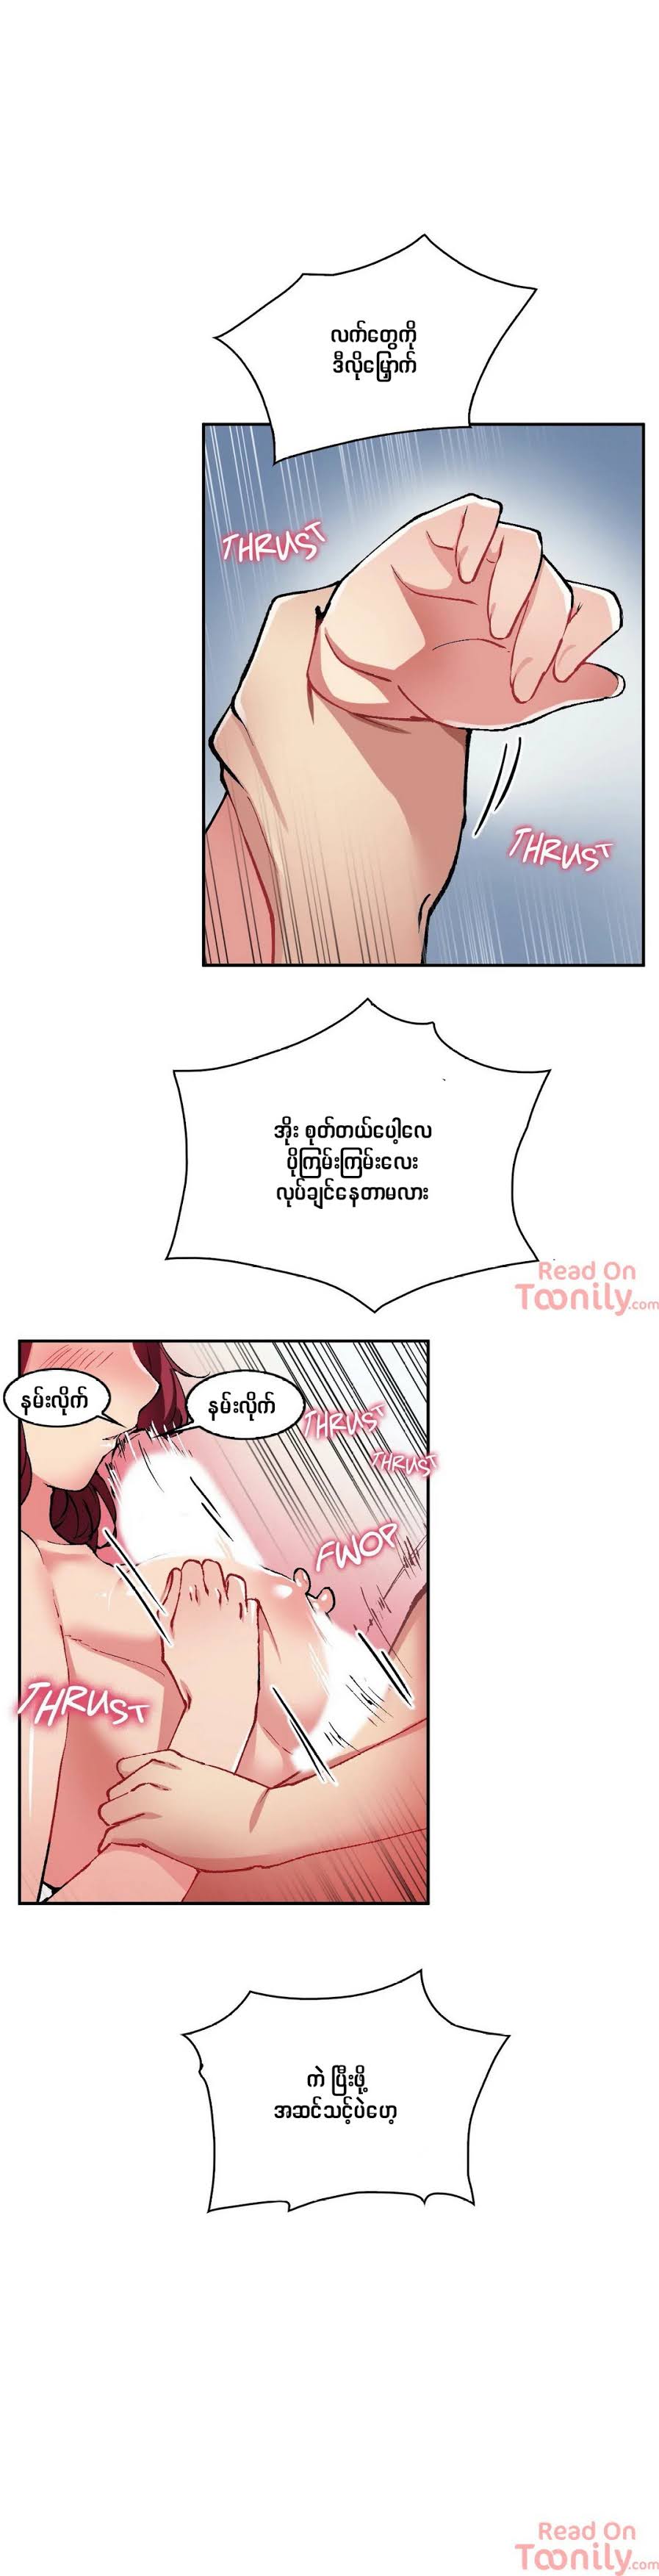 လက်တွေကို
ဒီလိုမြှောက်
THRUST
THRUST
အိုး စုတ်တယ်ပေါ့လေ
ပိုကြမ်းကြမ်းလေး
လုပ်ချင်နေတာမလား
Read On
Toonily.com
နမ်းလိုက်
နမ်းလိုက်
THRUST
THRUST
FWOP
THRUST
ကဲ ပြီးဖို့
အဆင်သင့်ပဲဟေ့
Read On
Toonily.com